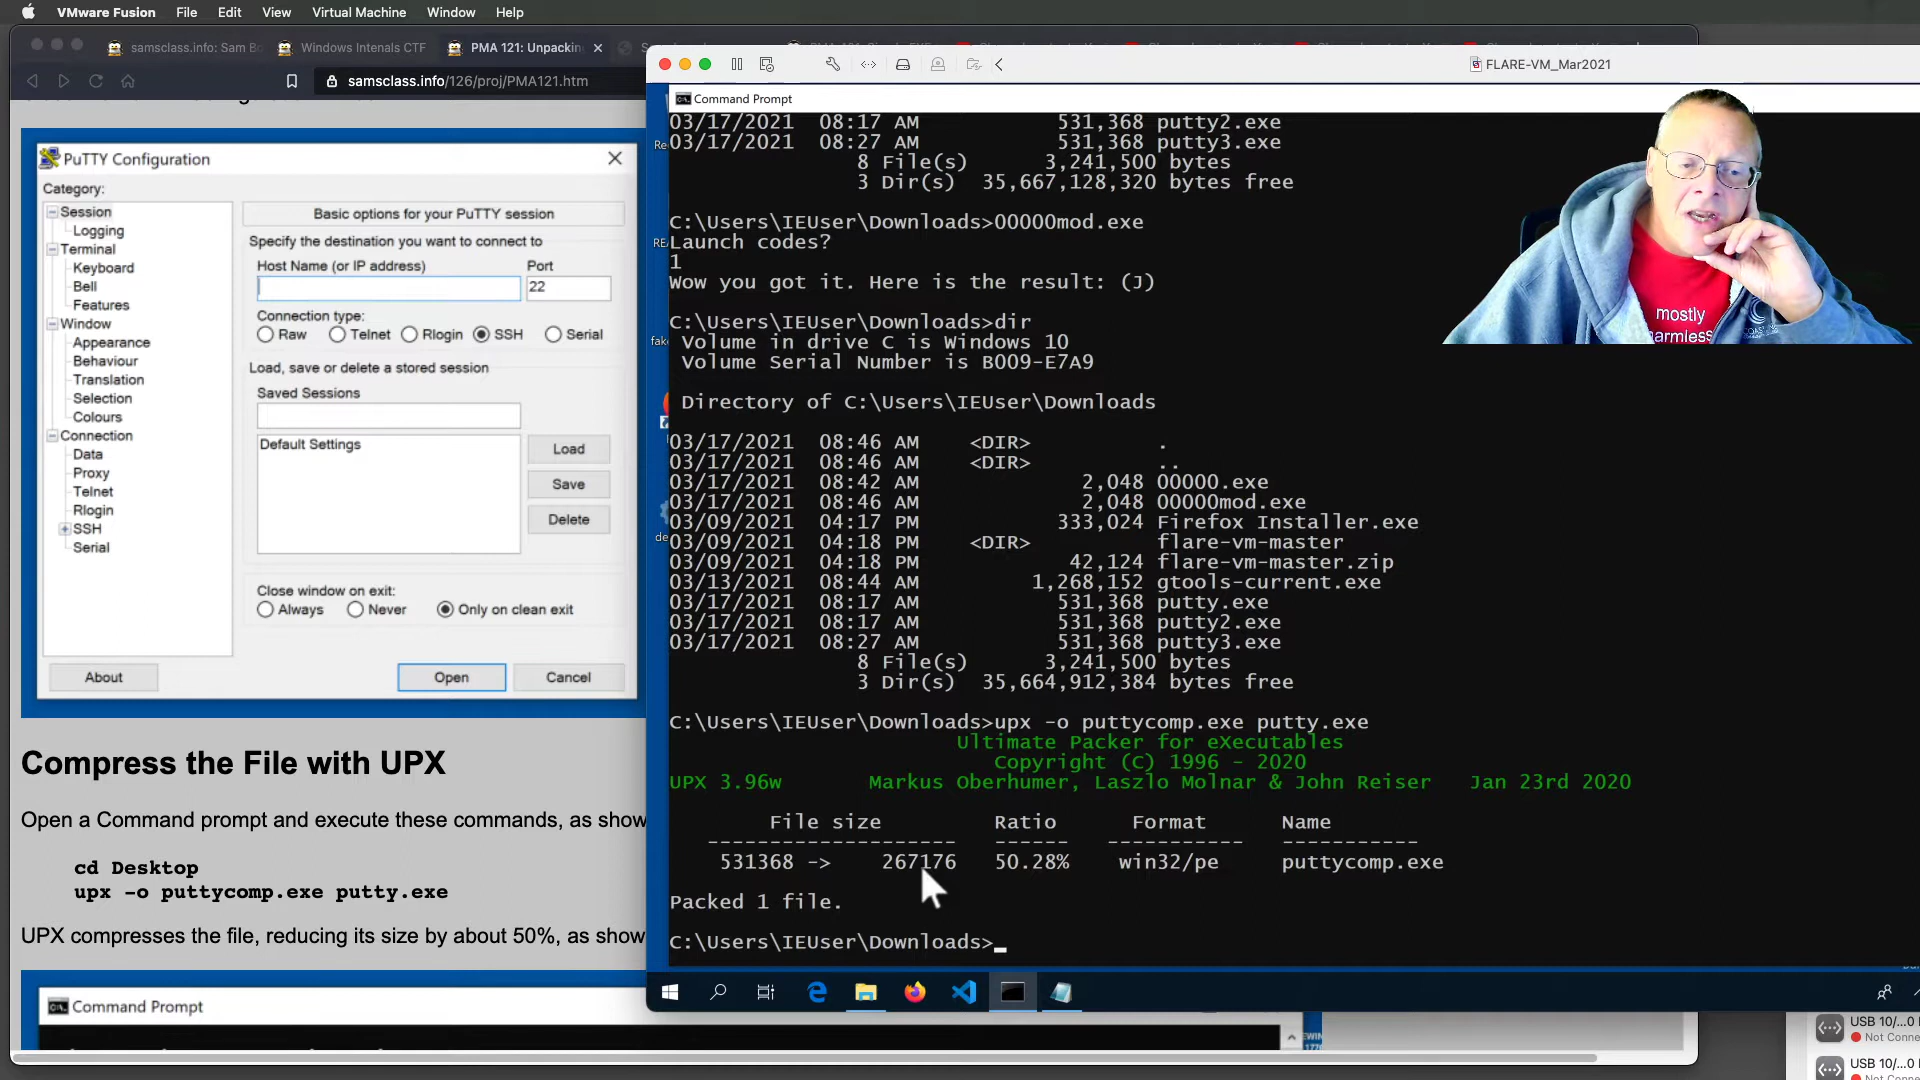 VMware Fusion File Edit View Virtual Machine Window Help
samsclass.info: Sam Bo
Windows Intenals CTF
PMA 121: Unpackin
samsclass.info/126/proj/PMA121.htm
PuTTY Configuration
Category:
Session
Logging
Terminal
Keyboard
Bell
Features
Window
Appearance
Behaviour
Translation
Selection
Colours
Connection
Data
Proxy
Telnet
Rlogin
SSH
Serial
Basic options for your PuTTY session
Specify the destination you want to connect to
Host Name (or IP address) Port
22
Connection type:
Raw Telnet Rlogin SSH Serial
Load, save or delete a stored session
Saved Sessions
Default Settings
Load
Save
Delete
Close window on exit:
Always Never Only on clean exit
About Open Cancel
Compress the File with UPX
Open a Command prompt and execute these commands, as show
cd Desktop
upx -o puttycomp.exe putty.exe
UPX compresses the file, reducing its size by about 50%, as show
Command Prompt
FLARE-VM_Mar2021
Command Prompt
03/17/2021 08:17 AM 531,368 putty2.exe
03/17/2021 08:27 AM 531,368 putty3.exe
8 File(s) 3,241,500 bytes
3 Dir(s) 35,667,128,320 bytes free
C:\Users\IEUser\Downloads>00000mod.exe
Launch codes?
1
Wow you got it. Here is the result: (J)
C:\Users\IEUser\Downloads>dir
Volume in drive C is Windows 10
Volume Serial Number is B009-E7A9
Directory of C:\Users\IEUser\Downloads
03/17/2021 08:46 AM <DIR> .
03/17/2021 08:46 AM <DIR> ..
03/17/2021 08:42 AM 2,048 00000.exe
03/17/2021 08:46 AM 2,048 00000mod.exe
03/09/2021 04:17 PM 333,024 Firefox Installer.exe
03/09/2021 04:18 PM <DIR> flare-vm-master
03/09/2021 04:18 PM 42,124 flare-vm-master.zip
03/13/2021 08:44 AM 1,268,152 gtools-current.exe
03/17/2021 08:17 AM 531,368 putty.exe
03/17/2021 08:17 AM 531,368 putty2.exe
03/17/2021 08:27 AM 531,368 putty3.exe
8 File(s) 3,241,500 bytes
3 Dir(s) 35,664,912,384 bytes free
C:\Users\IEUser\Downloads>upx -o puttycomp.exe putty.exe
Ultimate Packer for eXecutables
Copyright (C) 1996 - 2020
UPX 3.96w Markus Oberhumer, Laszlo Molnar & John Reiser Jan 23rd 2020
File size Ratio Format Name
-------------------- ------ ----------- -----------
531368 -> 267176 50.28% win32/pe puttycomp.exe
Packed 1 file.
C:\Users\IEUser\Downloads>
mostly
harmless
USB 10/...0
Not Conne
USB 10/...0
Not Conne